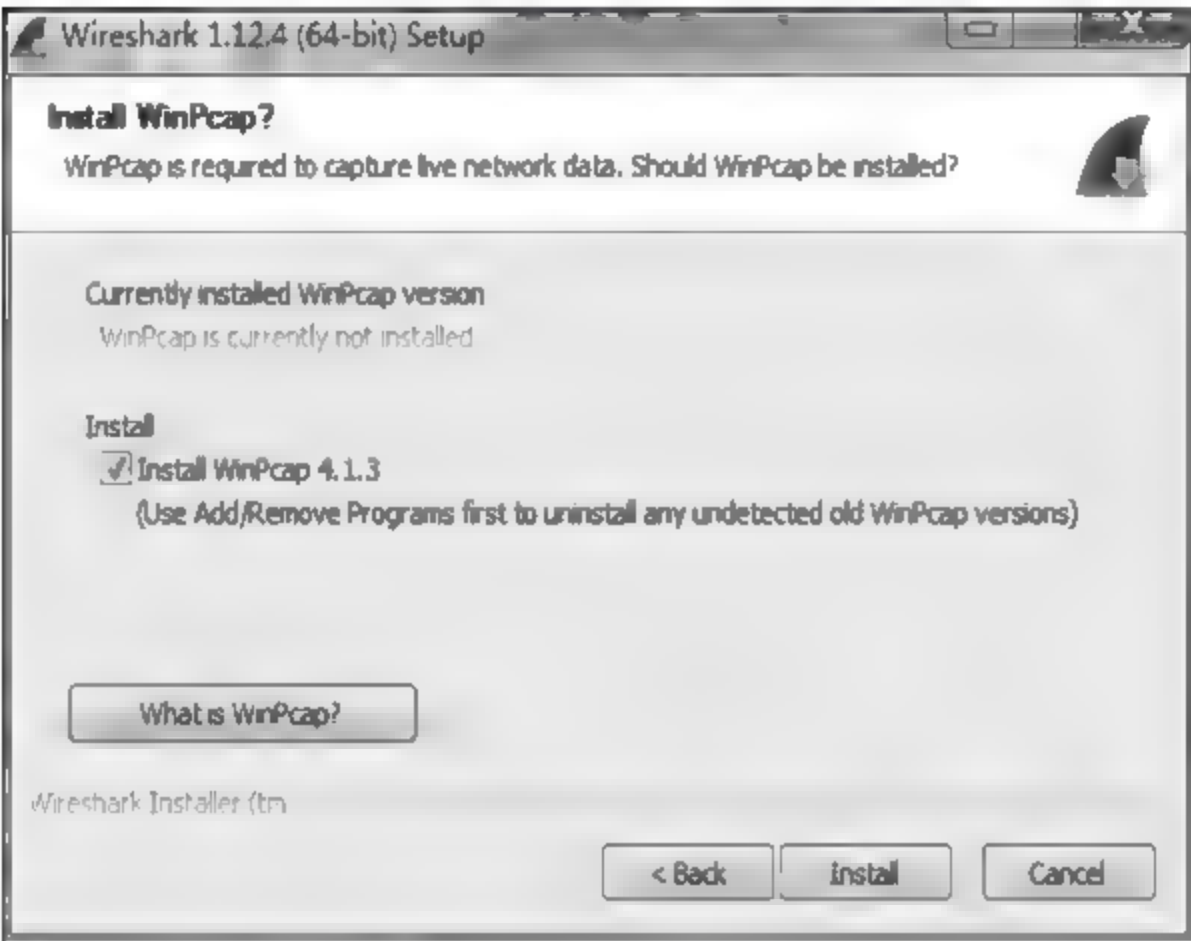 Wireshark 1.12.4 (64-bit) Setup
Install WinPcap?
WinPcap is required to capture live network data. Should WinPcap be installed?
Currently installed WinPcap version
WinPcap is currently not installed
Install
Install WinPcap 4.1.3
(Use Add/Remove Programs first to uninstall any undetected old WinPcap versions)
What is WinPcap?
Wireshark Installer (tm
< Back Install Cancel